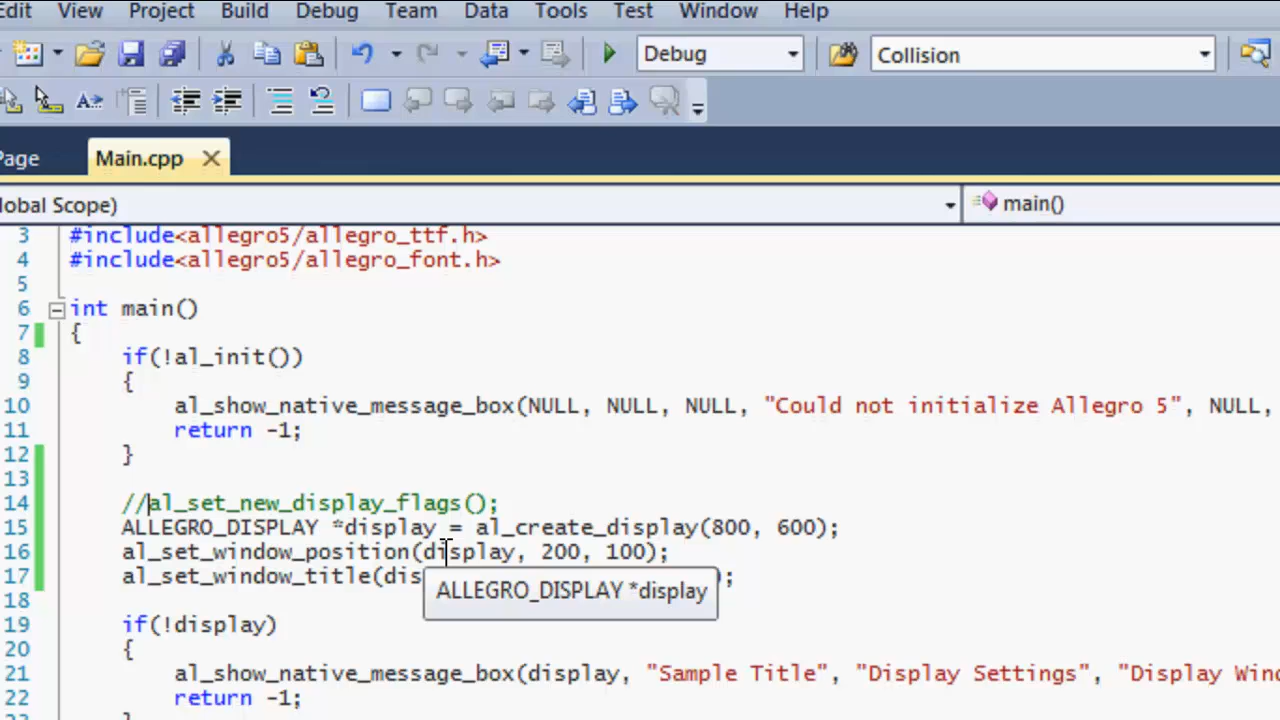 Edit View Project Build Debug Team Data Tools Test Window Help
Debug Collision
Page Main.cpp
lobal Scope) main()
3 #include<allegro5/allegro_ttf.h>
4 #include<allegro5/allegro_font.h>
5
6 int main()
7 {
8 if(!al_init())
9 {
10 al_show_native_message_box(NULL, NULL, NULL, "Could not initialize Allegro 5", NULL,
11 return -1;
12 }
13
14 //al_set_new_display_flags();
15 ALLEGRO_DISPLAY *display = al_create_display(800, 600);
16 al_set_window_position(display, 200, 100);
17 al_set_window_title(dis ;
ALLEGRO_DISPLAY *display
18
19 if(!display)
20 {
21 al_show_native_message_box(display, "Sample Title", "Display Settings", "Display Win
22 return -1;